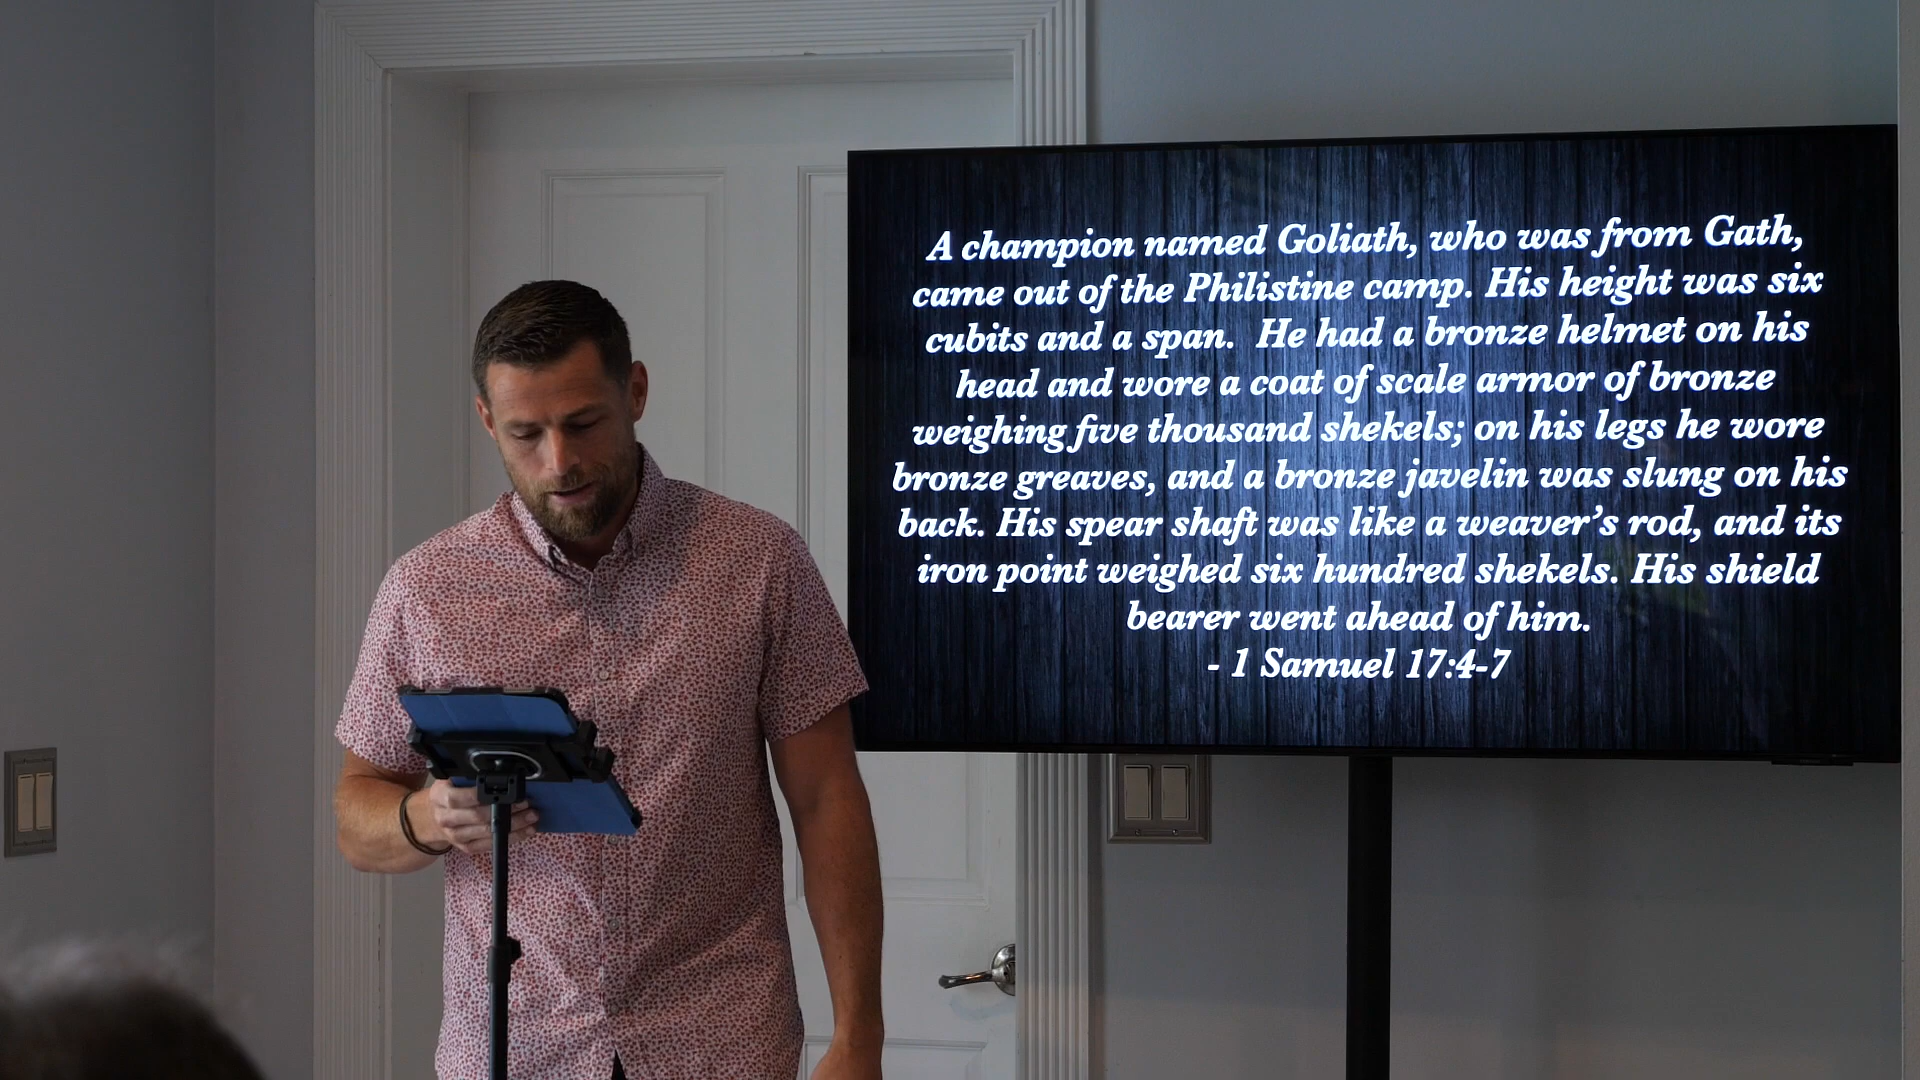 A champion named Goliath, who was from Gath,
came out of the Philistine camp. His height was six
cubits and a span. He had a bronze helmet on his
head and wore a coat of scale armor of bronze
weighing five thousand shekels; on his legs he wore
bronze greaves, and a bronze javelin was slung on his
back. His spear shaft was like a weaver’s rod, and its
iron point weighed six hundred shekels. His shield
bearer went ahead of him.
- 1 Samuel 17:4-7